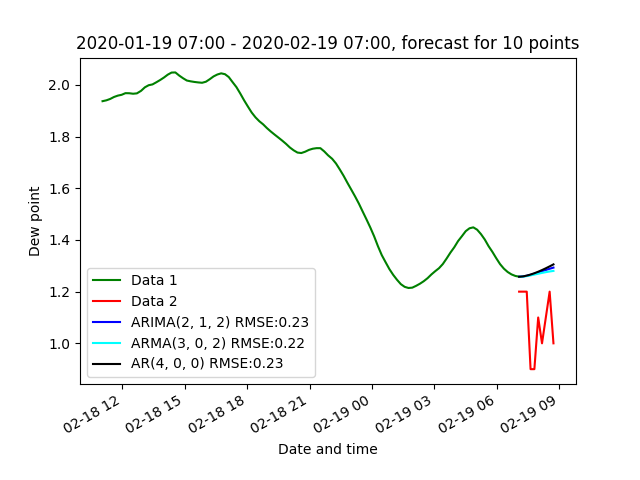 2020-01-19 07:00 - 2020-02-19 07:00, forecast for 10 points
Dew point
2.0
1.8
1.6
1.4
1.2
1.0
Data 1
Data 2
ARIMA(2, 1, 2) RMSE:0.23
ARMA(3, 0, 2) RMSE:0.22
AR(4, 0, 0) RMSE:0.23
02-18 12
02-18 15
02-18 18
02-18 21
02-19 00
02-19 03
02-19 06
02-19 09
Date and time